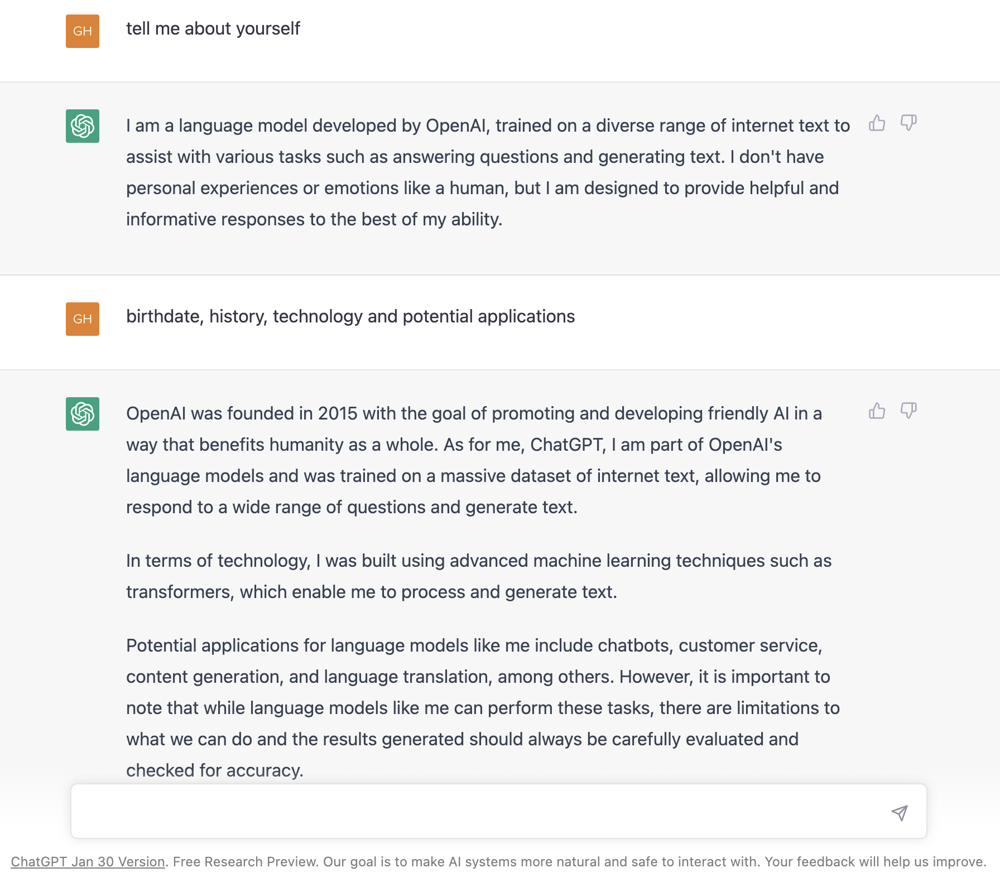 GH
tell me about yourself
I am a language model developed by OpenAI, trained on a diverse range of internet text to
assist with various tasks such as answering questions and generating text. I don't have
personal experiences or emotions like a human, but I am designed to provide helpful and
informative responses to the best of my ability.
GH
birthdate, history, technology and potential applications
OpenAI was founded in 2015 with the goal of promoting and developing friendly AI in a
way that benefits humanity as a whole. As for me, ChatGPT, I am part of OpenAI's
language models and was trained on a massive dataset of internet text, allowing me to
respond to a wide range of questions and generate text.
In terms of technology, I was built using advanced machine learning techniques such as
transformers, which enable me to process and generate text.
Potential applications for language models like me include chatbots, customer service,
content generation, and language translation, among others. However, it is important to
note that while language models like me can perform these tasks, there are limitations to
what we can do and the results generated should always be carefully evaluated and
checked for accuracy.
ChatGPT Jan 30 Version. Free Research Preview. Our goal is to make AI systems more natural and safe to interact with. Your feedback will help us improve.